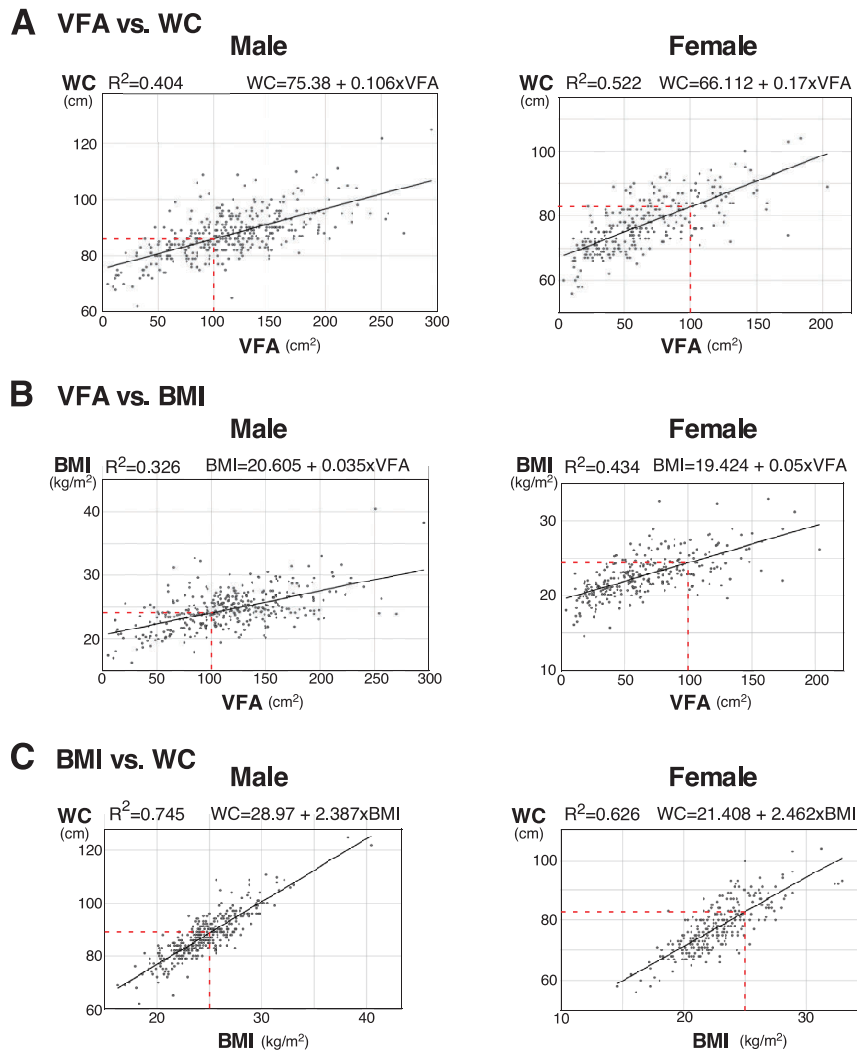 A VFA vs. WC
Male
Female
WC R²=0.404 WC=75.38 + 0.106xVFA
(cm)
WC R²=0.522 WC=66.112 + 0.17xVFA
(cm)
120
100
80
60
0 50 100 150 200 250 300
VFA (cm²)
100
80
60
0 50 100 150 200
VFA (cm²)
B VFA vs. BMI
Male
Female
BMI R²=0.326 BMI=20.605 + 0.035xVFA
(kg/m²)
BMI R²=0.434 BMI=19.424 + 0.05xVFA
(kg/m²)
40
30
20
0 50 100 150 200 250 300
VFA (cm²)
30
20
10
0 50 100 150 200
VFA (cm²)
C BMI vs. WC
Male
Female
WC R²=0.745 WC=28.97 + 2.387xBMI
(cm)
WC R²=0.626 WC=21.408 + 2.462xBMI
(cm)
120
100
80
60
20 30 40
BMI (kg/m²)
100
80
60
10 20 30
BMI (kg/m²)